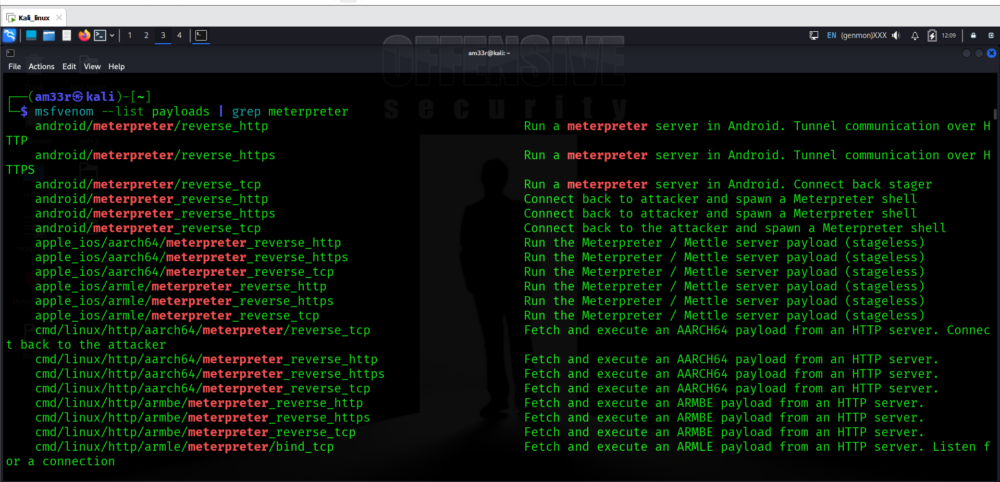 Kali_linux
1 2 3 4 EN (genmon)XXX 12:09
am33r@kali: ~
File Actions Edit View Help
OFFENSIVE
security
Trash kali_folder
System note3
(am33r㉿kali)-[~]
$ msfvenom --list payloads | grep meterpreter
android/meterpreter/reverse_http Run a meterpreter server in Android. Tunnel communication over H
TTP
android/meterpreter/reverse_https Run a meterpreter server in Android. Tunnel communication over H
TTPS
android/meterpreter/reverse_tcp Run a meterpreter server in Android. Connect back stager
android/meterpreter_reverse_http Connect back to attacker and spawn a Meterpreter shell
android/meterpreter_reverse_https Connect back to attacker and spawn a Meterpreter shell
android/meterpreter_reverse_tcp Connect back to the attacker and spawn a Meterpreter shell
apple_ios/aarch64/meterpreter_reverse_http Run the Meterpreter / Mettle server payload (stageless)
apple_ios/aarch64/meterpreter_reverse_https Run the Meterpreter / Mettle server payload (stageless)
apple_ios/aarch64/meterpreter_reverse_tcp Run the Meterpreter / Mettle server payload (stageless)
apple_ios/armle/meterpreter_reverse_http Run the Meterpreter / Mettle server payload (stageless)
apple_ios/armle/meterpreter_reverse_https Run the Meterpreter / Mettle server payload (stageless)
apple_ios/armle/meterpreter_reverse_tcp Run the Meterpreter / Mettle server payload (stageless)
cmd/linux/http/aarch64/meterpreter/reverse_tcp Fetch and execute an AARCH64 payload from an HTTP server. Connec
t back to the attacker
cmd/linux/http/aarch64/meterpreter_reverse_http Fetch and execute an AARCH64 payload from an HTTP server.
cmd/linux/http/aarch64/meterpreter_reverse_https Fetch and execute an AARCH64 payload from an HTTP server.
cmd/linux/http/aarch64/meterpreter_reverse_tcp Fetch and execute an AARCH64 payload from an HTTP server.
cmd/linux/http/armbe/meterpreter_reverse_http Fetch and execute an ARMBE payload from an HTTP server.
cmd/linux/http/armbe/meterpreter_reverse_https Fetch and execute an ARMBE payload from an HTTP server.
cmd/linux/http/armbe/meterpreter_reverse_tcp Fetch and execute an ARMBE payload from an HTTP server.
cmd/linux/http/armle/meterpreter/bind_tcp Fetch and execute an ARMLE payload from an HTTP server. Listen f
or a connection